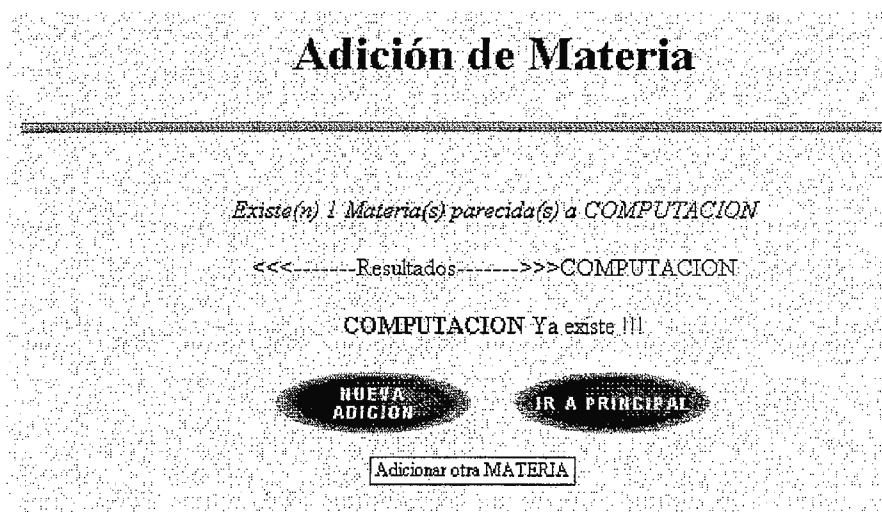 Adición de Materia
Existe(n) 1 Materia(s) parecida(s) a COMPUTACION
<<<-------Resultados------->>>COMPUTACION
COMPUTACION Ya existe !!!
NUEVA
ADICION
IR A PRINCIPAL
Adicionar otra MATERIA